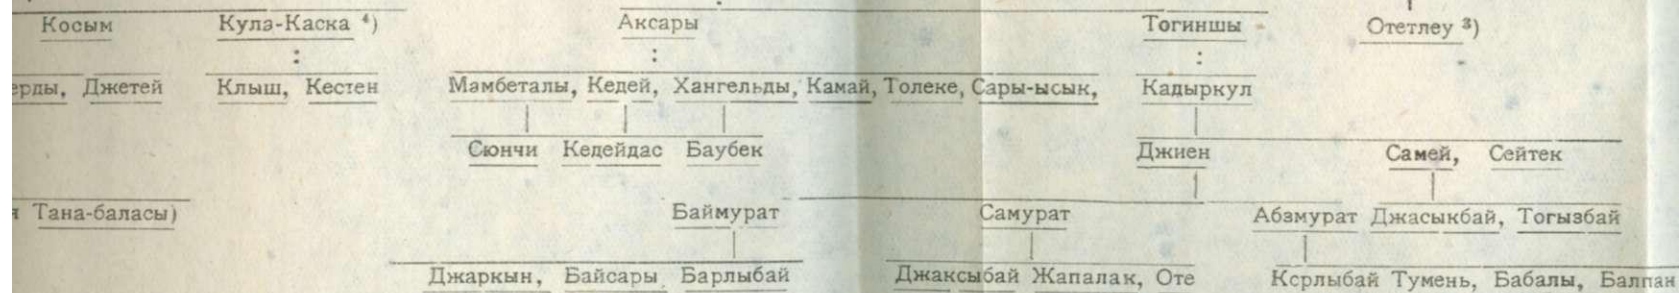 Косым Кулэ-Каска ⁴) Аксары Тогиншы Отетлеу ³)
ерды, Джетей Клыш, Кестен Мамбеталы, Кедей, Хангельды, Камай, Толеке, Сары-ысык, Кадыркул
Сюнчи Кедейдас Баубек Джиен Самей, Сейтек
я Тана-баласы) Баймурат Самурат Абзмурат Джасыкбай, Тогызбай
Джаркын, Байсары, Барлыбай Джаксыбай Жапалак, Оте Ксрлыбай Тумень, Бабалы, Балпан